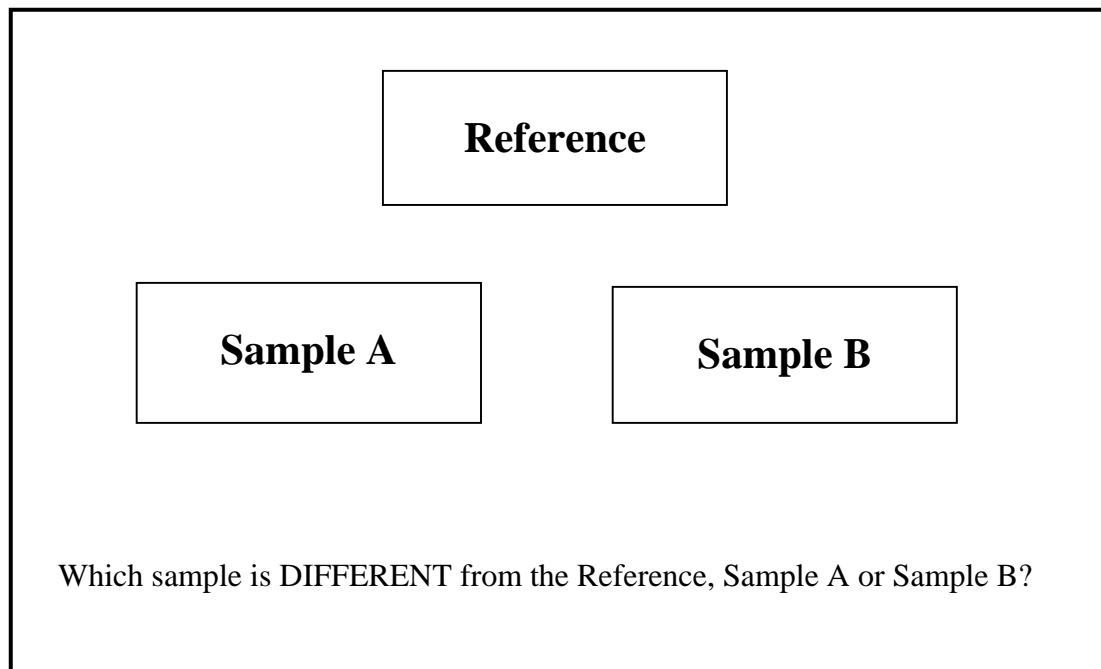 Reference
Sample A
Sample B
Which sample is DIFFERENT from the Reference, Sample A or Sample B?